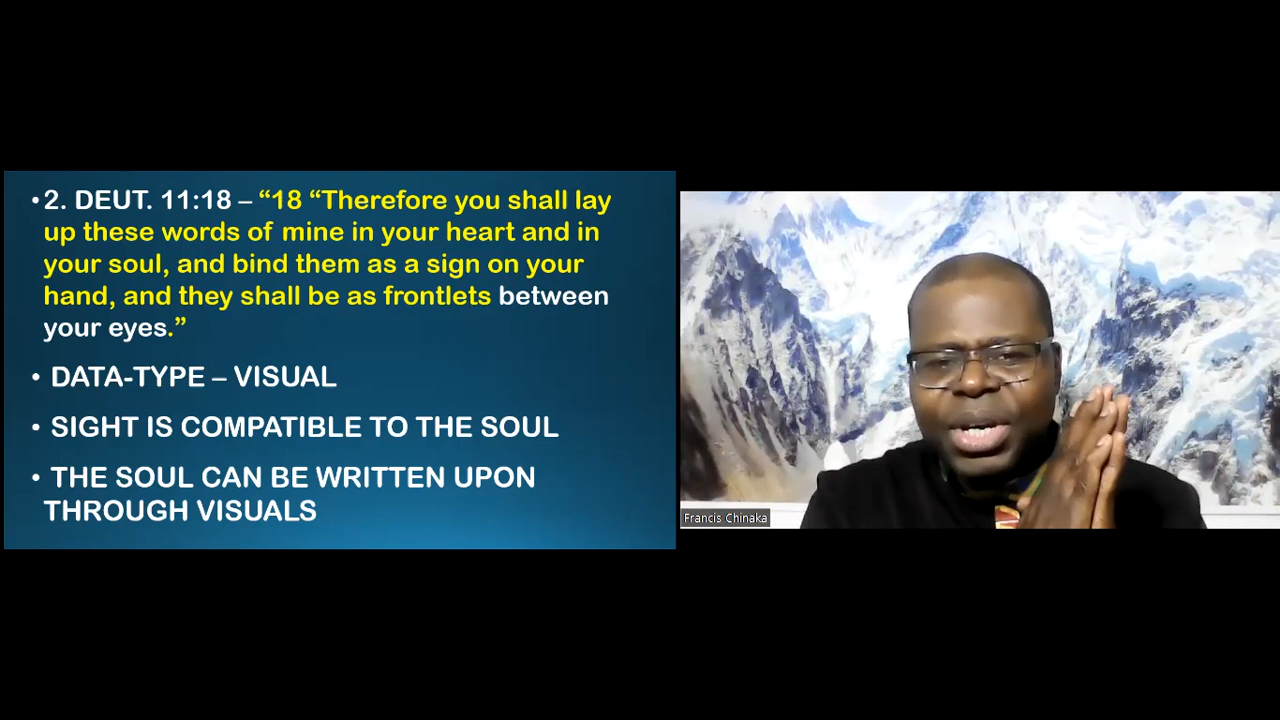 • 2. DEUT. 11:18 – “18 “Therefore you shall lay
up these words of mine in your heart and in
your soul, and bind them as a sign on your
hand, and they shall be as frontlets between
your eyes.”
• DATA-TYPE – VISUAL
• SIGHT IS COMPATIBLE TO THE SOUL
• THE SOUL CAN BE WRITTEN UPON
THROUGH VISUALS
Francis Chinaka